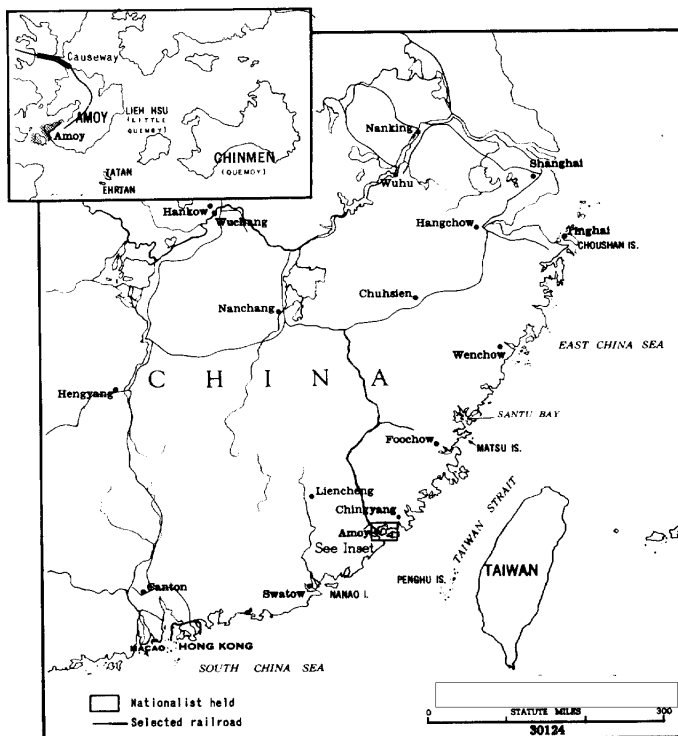 Causeway
AMOY
Amoy
LIEH HSU
(LITTLE
QUEMOY)
CHINMEN
(QUEMOY)
TATAN
ERHTAN
Nanking
Shanghai
Wuhu
Hankow
Wuchang
Hangchow
Tinghai
CHOUSHAN IS.
Nanchang
Chuhsien
Wenchow
EAST CHINA SEA
CHINA
Hengyang
SANTU BAY
Foochow
MATSU IS.
Liencheng
Chingyang
Amoy
See Inset
TAIWAN STRAIT
PENGHU IS.
TAIWAN
Canton
Swatow
NANAO I.
MACAO
HONG KONG
SOUTH CHINA SEA
Nationalist held
Selected railroad
0 STATUTE MILES 300
30124